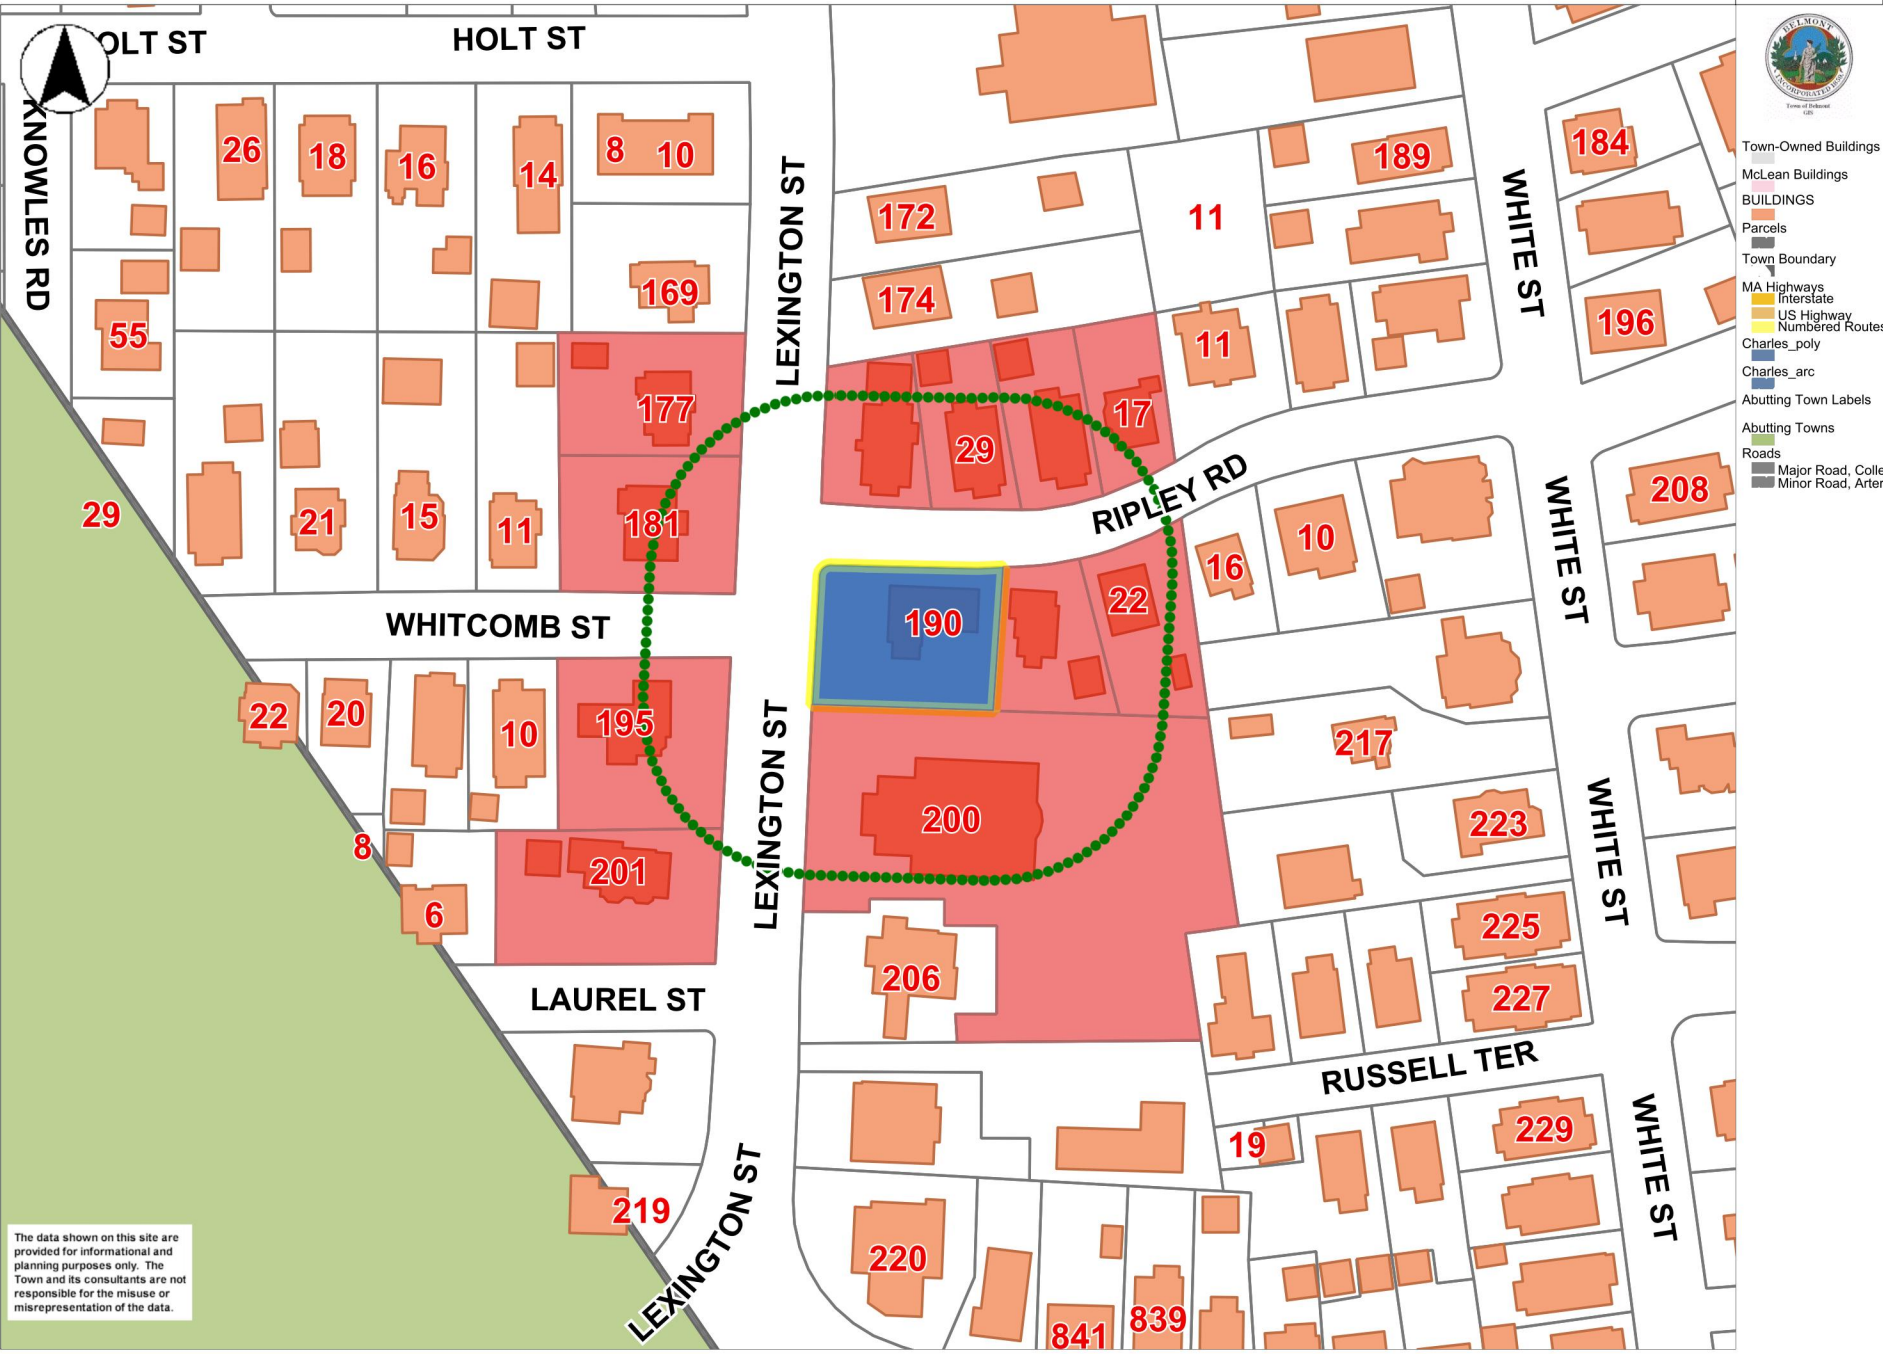 OLT ST
HOLT ST
KNOWLES RD
26
18
16
14
8 10
LEXINGTON ST
172
11
189
WHITE ST
184
169
174
55
11
196
177
29
17
29
21
15
11
181
RIPLEY RD
16
10
WHITE ST
208
WHITCOMB ST
190
22
22
20
10
195
LEXINGTON ST
217
200
223
WHITE ST
8
201
6
225
206
227
LAUREL ST
RUSSELL TER
19
229
WHITE ST
219
LEXINGTON ST
220
841
839
The data shown on this site are
provided for informational and
planning purposes only. The
Town and its consultants are not
responsible for the misuse or
misrepresentation of the data.
BELMONT
Town of Belmont
GIS
Town-Owned Buildings
McLean Buildings
BUILDINGS
Parcels
Town Boundary
MA Highways
Interstate
US Highway
Numbered Routes
Charles_poly
Charles_arc
Abutting Town Labels
Abutting Towns
Roads
Major Road, Colle
Minor Road, Arter